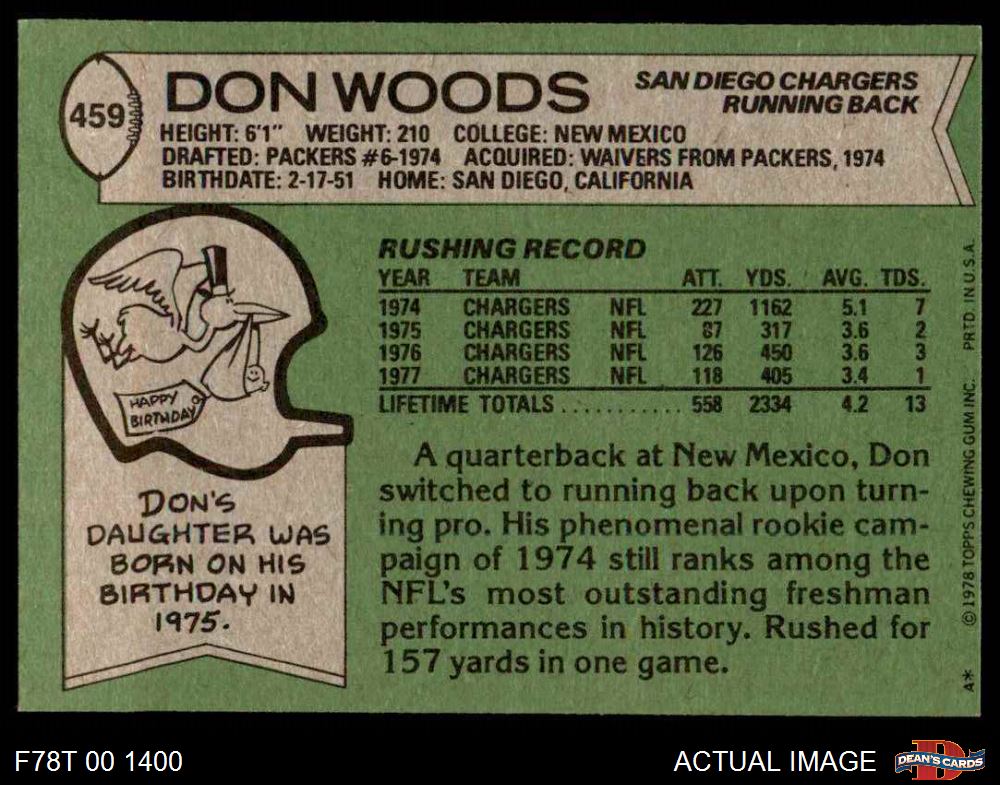 459
DON WOODS
SAN DIEGO CHARGERS
RUNNING BACK
HEIGHT: 6'1" WEIGHT: 210 COLLEGE: NEW MEXICO
DRAFTED: PACKERS #6-1974 ACQUIRED: WAIVERS FROM PACKERS, 1974
BIRTHDATE: 2-17-51 HOME: SAN DIEGO, CALIFORNIA
HAPPY
BIRTHDAY
DON'S
DAUGHTER WAS
BORN ON HIS
BIRTHDAY IN
1975.
RUSHING RECORD
YEAR TEAM ATT. YDS. AVG. TDS.
1974 CHARGERS NFL 227 1162 5.1 7
1975 CHARGERS NFL 87 317 3.6 2
1976 CHARGERS NFL 126 450 3.6 3
1977 CHARGERS NFL 118 405 3.4 1
LIFETIME TOTALS ........... 558 2334 4.2 13
A quarterback at New Mexico, Don
switched to running back upon turn-
ing pro. His phenomenal rookie cam-
paign of 1974 still ranks among the
NFL's most outstanding freshman
performances in history. Rushed for
157 yards in one game.
A* © 1978 TOPPS CHEWING GUM INC. PRTD. IN U.S.A.
F78T 00 1400
ACTUAL IMAGE
DEAN'S CARDS